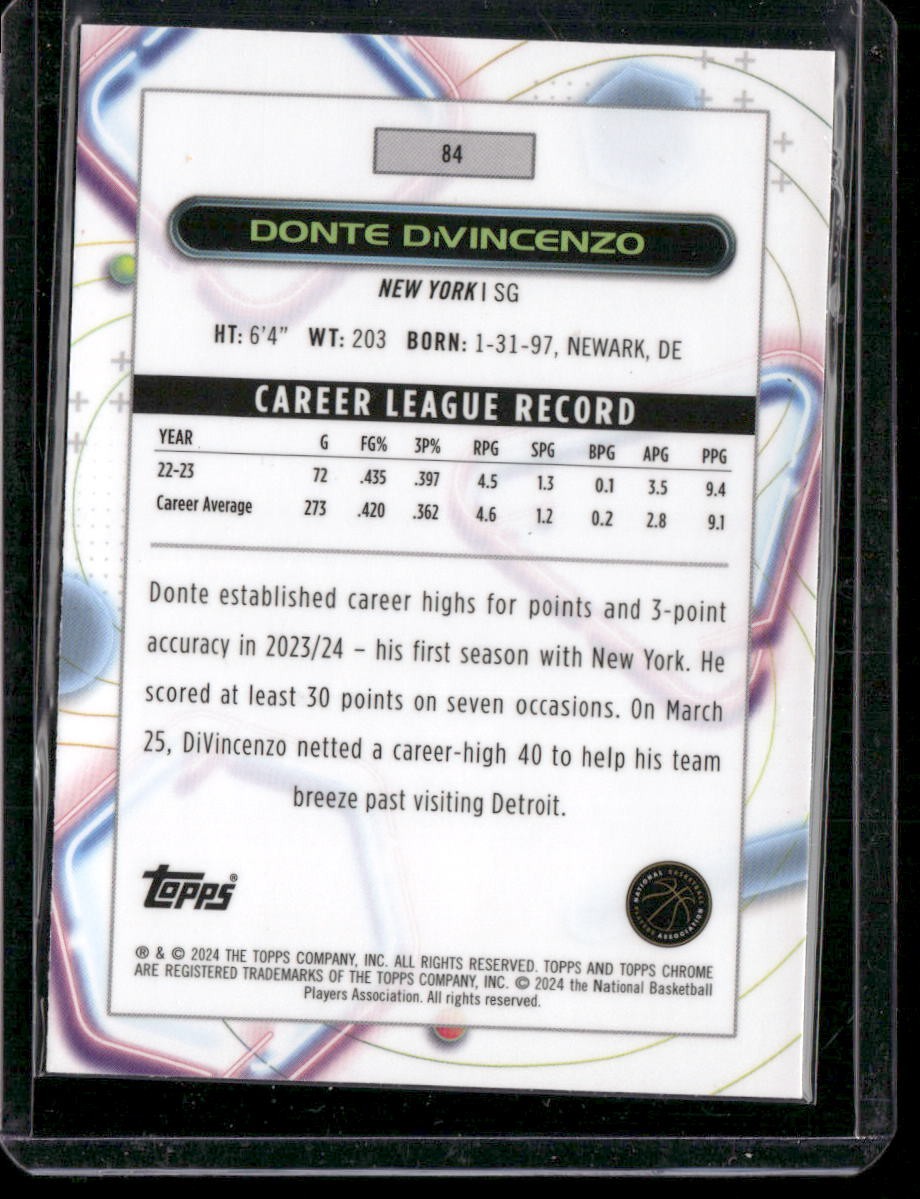 84
DONTE DiVINCENZO
NEW YORK | SG
HT: 6'4" WT: 203 BORN: 1-31-97, NEWARK, DE
CAREER LEAGUE RECORD
YEAR G FG% 3P% RPG SPG BPG APG PPG
22-23 72 .435 .397 4.5 1.3 0.1 3.5 9.4
Career Average 273 .420 .362 4.6 1.2 0.2 2.8 9.1
Donte established career highs for points and 3-point
accuracy in 2023/24 – his first season with New York. He
scored at least 30 points on seven occasions. On March
25, DiVincenzo netted a career-high 40 to help his team
breeze past visiting Detroit.
topps®
NATIONAL BASKETBALL
PLAYERS ASSOCIATION
® & © 2024 THE TOPPS COMPANY, INC. ALL RIGHTS RESERVED. TOPPS AND TOPPS CHROME
ARE REGISTERED TRADEMARKS OF THE TOPPS COMPANY, INC. © 2024 the National Basketball
Players Association. All rights reserved.